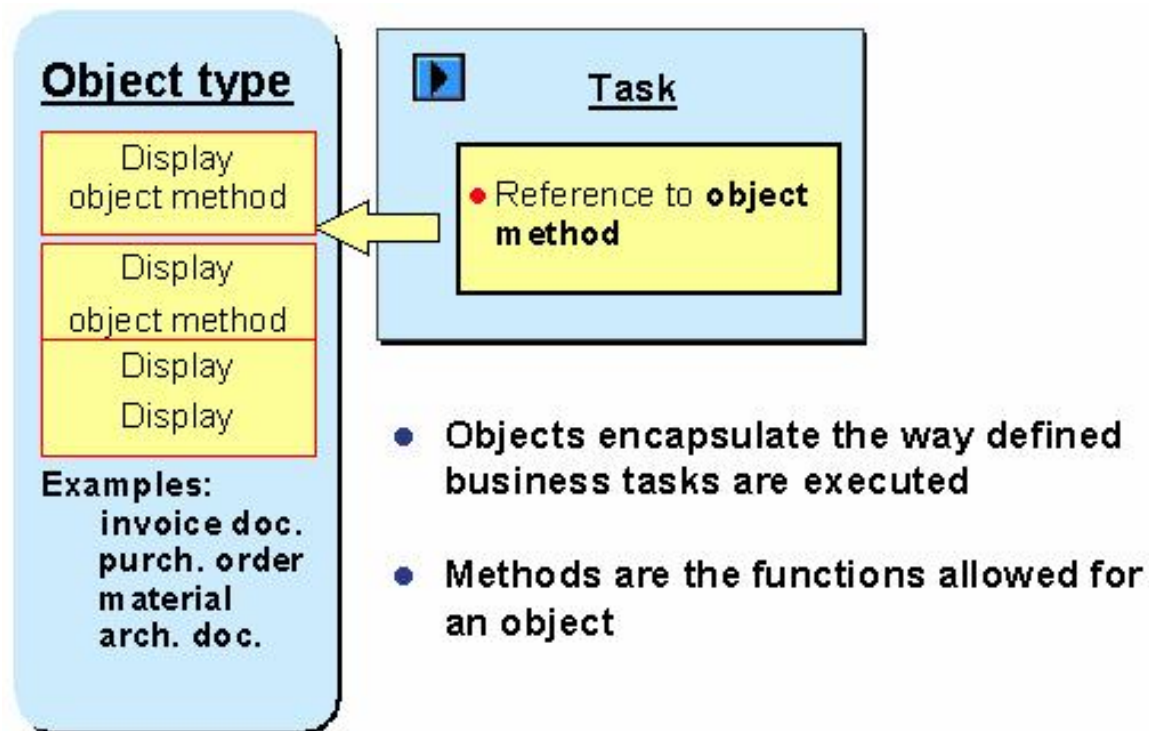 Object type
Display
object method
Display
object method
Display
Display
Examples:
invoice doc.
purch. order
material
arch. doc.
Task
• Reference to object
method
• Objects encapsulate the way defined
business tasks are executed
• Methods are the functions allowed for
an object